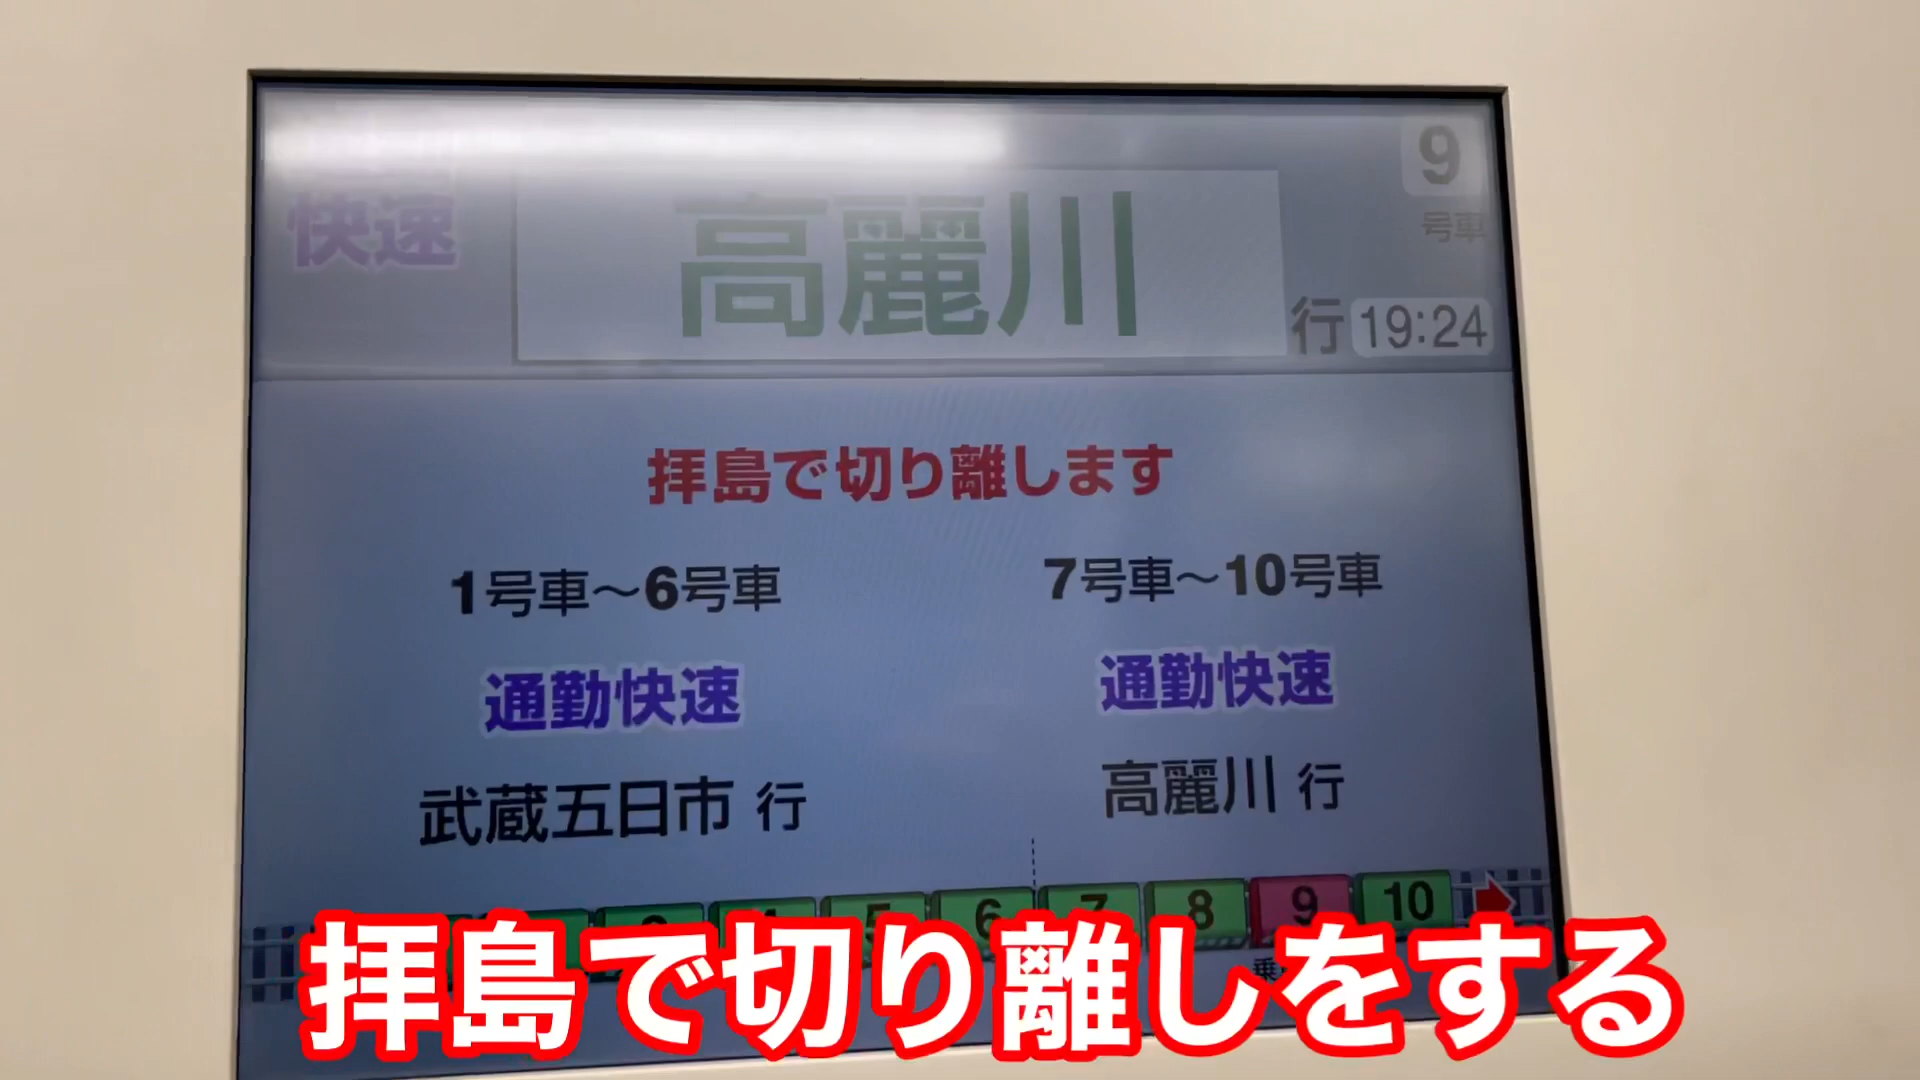 9
号車
快速
高麗川
行 19:24
拝島で切り離します
1号車～6号車
7号車～10号車
通勤快速
通勤快速
武蔵五日市 行
高麗川 行
5 6 7 8 9 10
拝島で切り離しをする